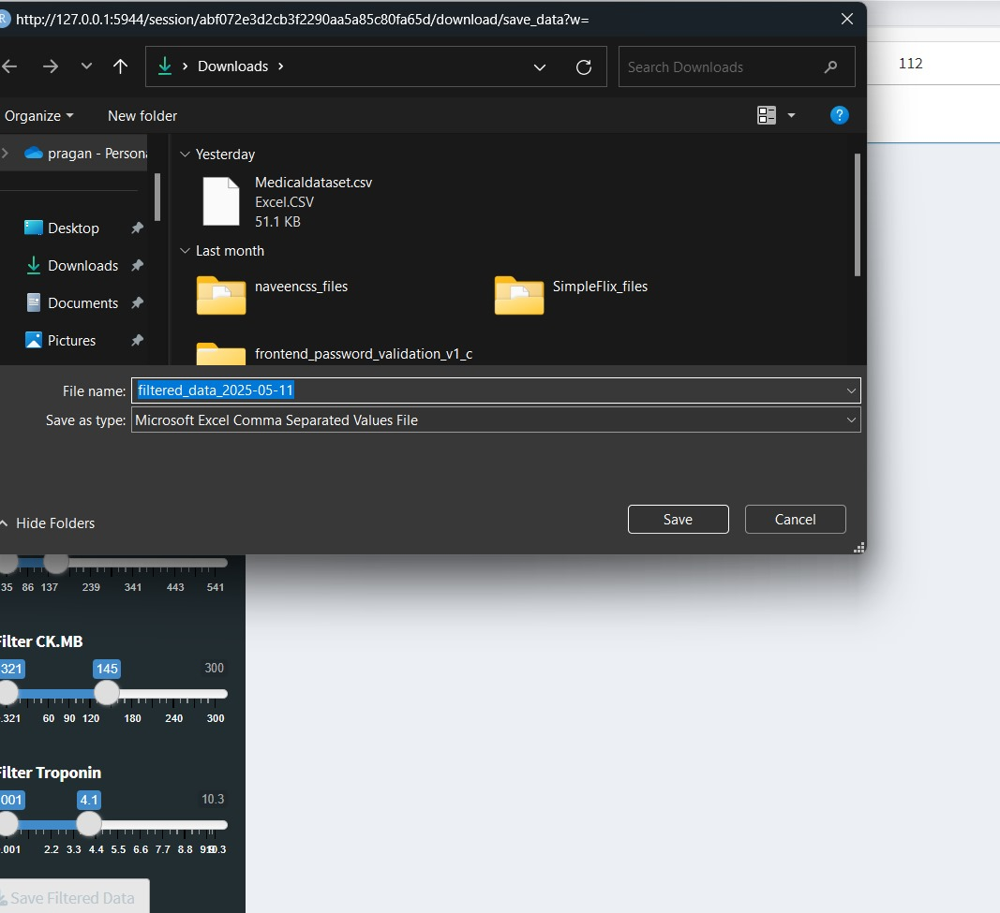 http://127.0.0.1:5944/session/abf072e3d2cb3f2290aa5a85c80fa65d/download/save_data?w=
Downloads
Search Downloads
112
Organize
New folder
pragan - Persona
Yesterday
Medicaldataset.csv
Excel.CSV
51.1 KB
Desktop
Downloads
Documents
Pictures
Last month
naveencss_files
SimpleFlix_files
frontend_password_validation_v1_c
File name: filtered_data_2025-05-11
Save as type: Microsoft Excel Comma Separated Values File
Hide Folders
Save
Cancel
35 86 137 239 341 443 541
ilter CK.MB
321 145 300
.321 60 90 120 180 240 300
ilter Troponin
001 4.1 10.3
.001 2.2 3.3 4.4 5.5 6.6 7.7 8.8 10.3
Save Filtered Data